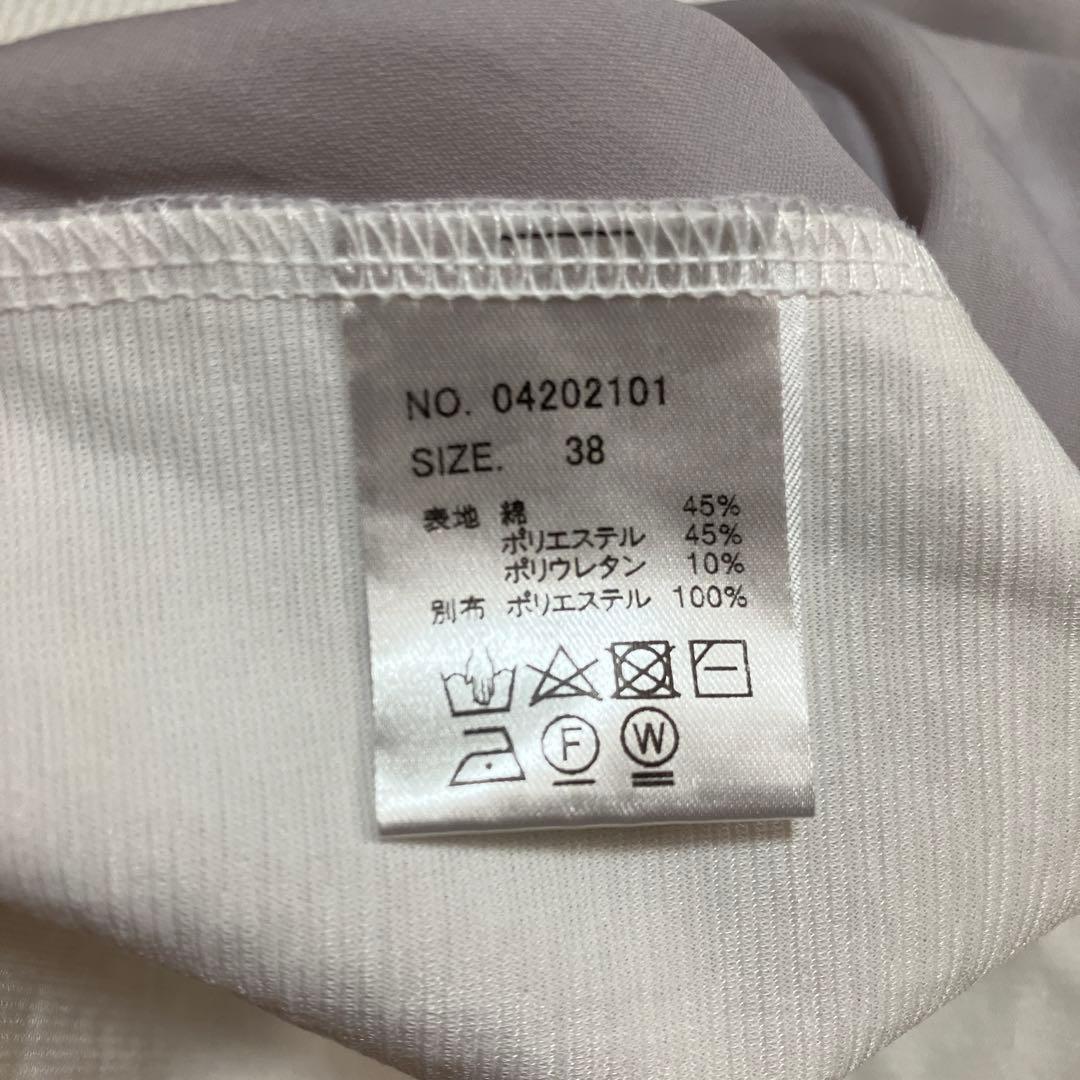 NO. 04202101
SIZE. 38
表地 綿 45%
ポリエステル 45%
ポリウレタン 10%
別布 ポリエステル 100%
F
W